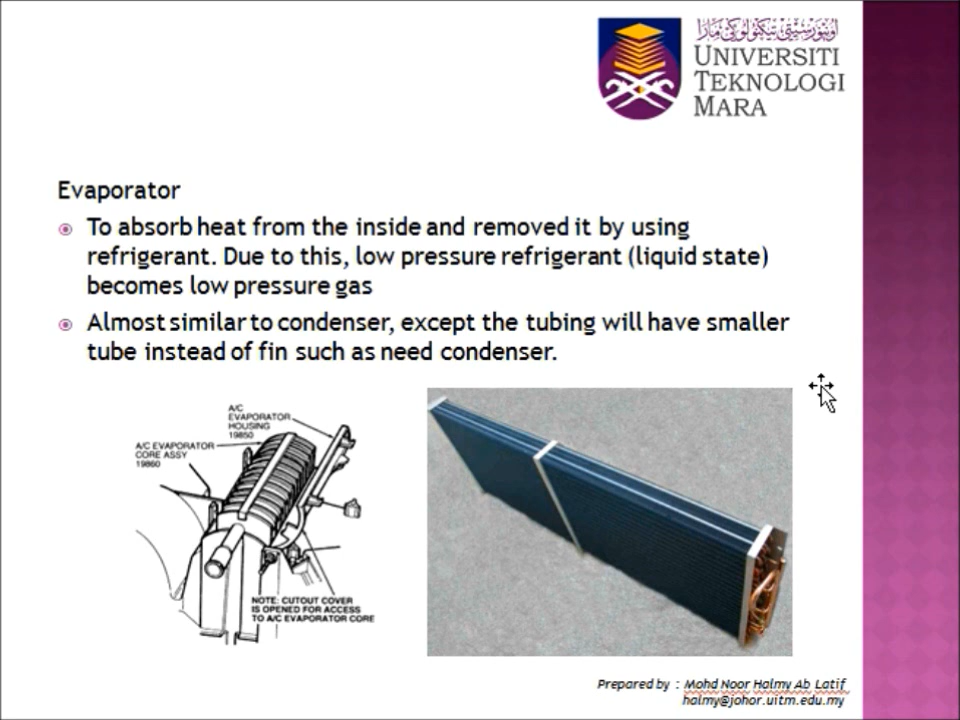 اونيۏرسيتي تيكنولوݢي مارا
UNIVERSITI
TEKNOLOGI
MARA
Evaporator
To absorb heat from the inside and removed it by using
refrigerant. Due to this, low pressure refrigerant (liquid state)
becomes low pressure gas
Almost similar to condenser, except the tubing will have smaller
tube instead of fin such as need condenser.
A/C
EVAPORATOR
HOUSING
19850
A/C EVAPORATOR
CORE ASSY
19860
NOTE: CUTOUT COVER
IS OPENED FOR ACCESS
TO A/C EVAPORATOR CORE
Prepared by : Mohd Noor Halmy Ab Latif
halmy@johor.uitm.edu.my